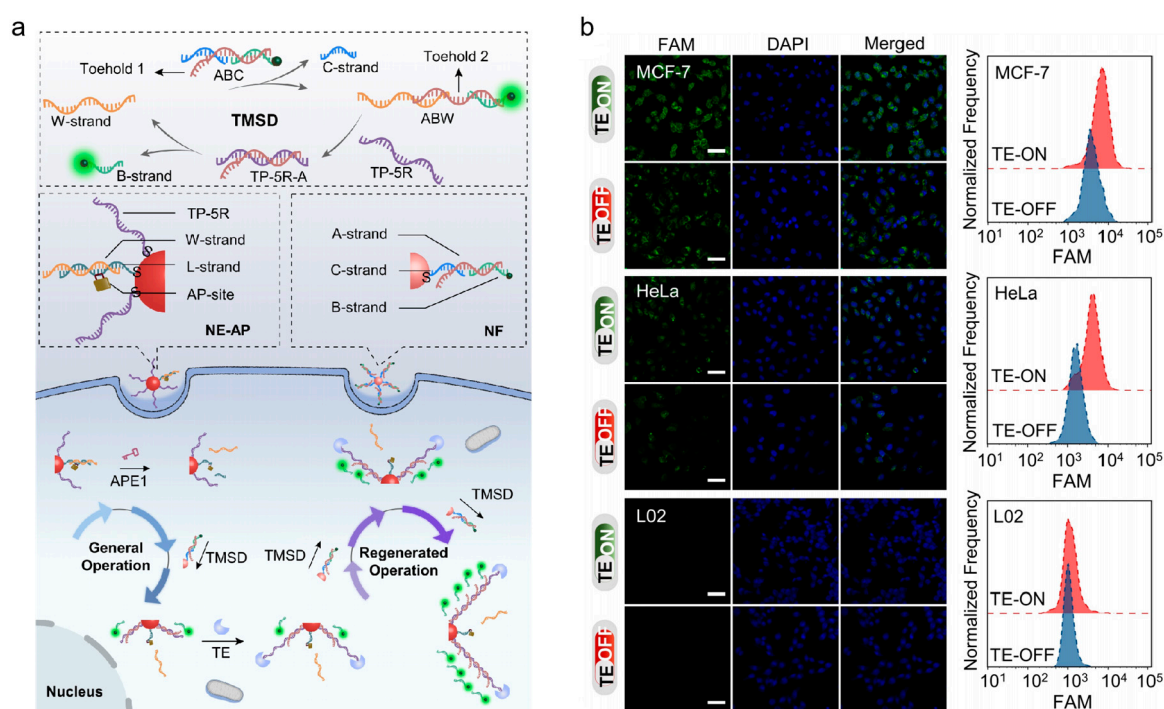 a
Toehold 1
ABC
C-strand
Toehold 2
W-strand
TMSD
ABW
B-strand
TP-5R-A
TP-5R
TP-5R
W-strand
L-strand
AP-site
S
S
S
NE-AP
A-strand
C-strand
B-strand
S
NF
APE1
General
Operation
TMSD
TMSD
Regenerated
Operation
TMSD
TE
Nucleus
b
FAM
DAPI
Merged
TE ON
MCF-7
TE OFF
Normalized Frequency
MCF-7
TE-ON
TE-OFF
10¹ 10³ 10⁴ 10⁵
FAM
TE ON
HeLa
TE OFF
Normalized Frequency
HeLa
TE-ON
TE-OFF
10¹ 10³ 10⁴ 10⁵
FAM
TE ON
L02
TE OFF
Normalized Frequency
L02
TE-ON
TE-OFF
10¹ 10³ 10⁴ 10⁵
FAM